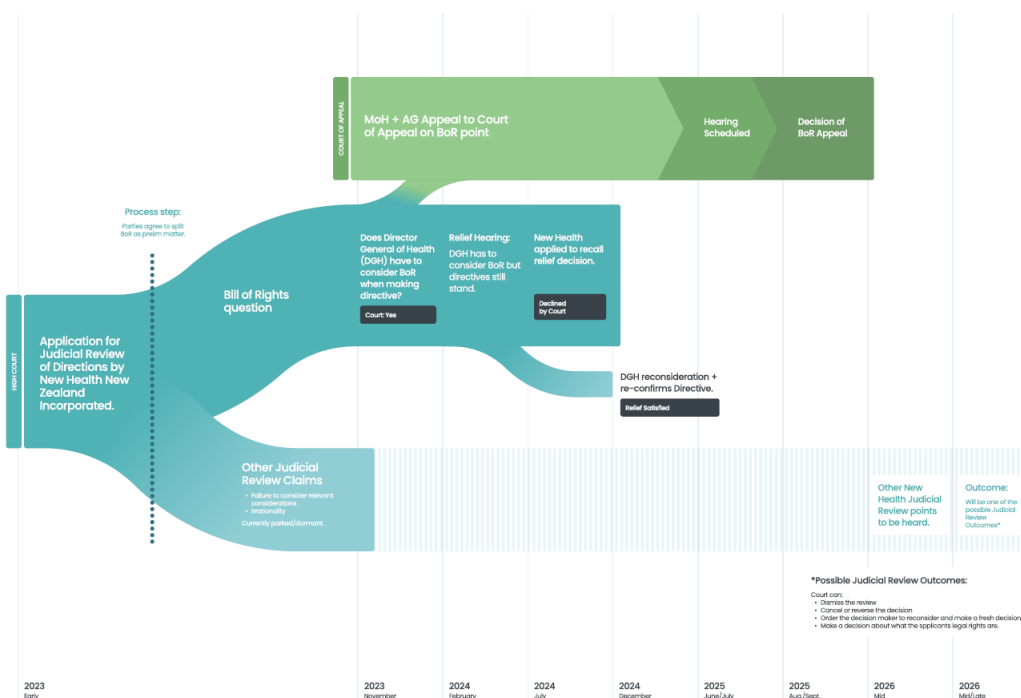 COURT OF APPEAL
MoH + AG Appeal to Court
of Appeal on BoR point
Hearing
Scheduled
Decision of
BoR Appeal
Process step:
Parties agree to split
BoR as prelim matter.
HIGH COURT
Application for
Judicial Review
of Directions by
New Health New
Zealand
Incorporated.
Bill of Rights
question
Does Director
General of Health
(DGH) have to
consider BoR
when making
directive?
Court: Yes
Relief Hearing:
DGH has to
consider BoR but
directives still
stand.
New Health
applied to recall
relief decision.
Declined
by Court
DGH reconsideration +
re-confirms Directive.
Relief Satisfied
Other Judicial
Review Claims
• Failure to consider relevant
considerations
• Irrationality
Currently parked/dormant.
Other New
Health Judicial
Review points
to be heard.
Outcome:
Will be one of the
possible Judicial
Review
Outcomes*
*Possible Judicial Review Outcomes:
Court can:
• Dismiss the review
• Cancel or reverse the decision
• Order the decision maker to reconsider and make a fresh decision
• Make a decision about what the applicants legal rights are.
2023
Early
2023
November
2024
February
2024
July
2024
December
2025
June/July
2025
Aug/Sept.
2026
Mid
2026
Mid/Late